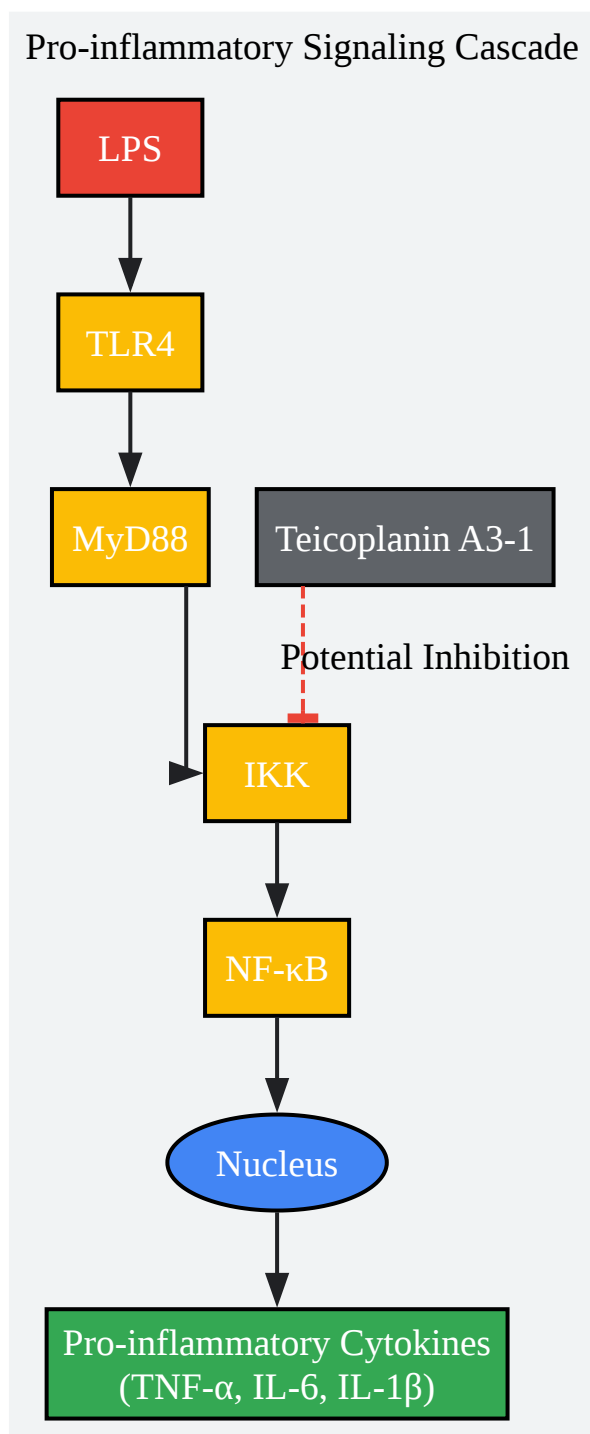 Pro-inflammatory Signaling Cascade
LPS
TLR4
MyD88
Teicoplanin A3-1
Potential Inhibition
IKK
NF-κB
Nucleus
Pro-inflammatory Cytokines
(TNF-α, IL-6, IL-1β)